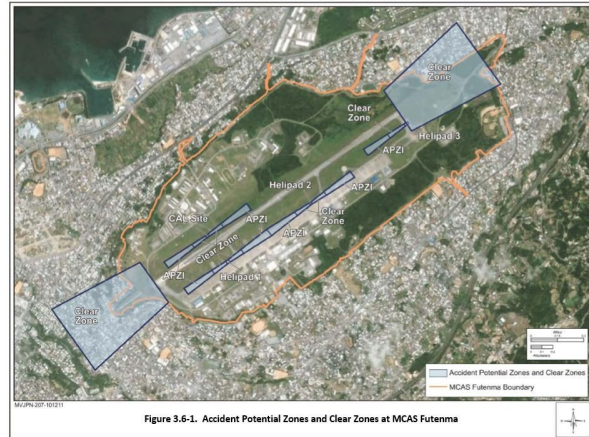 Clear
Zone
Clear
Zone
Helipad 3
APZI
Helipad 2
APZI
CAL Site
APZI
Clear
Zone
APZI
Clear Zone
APZI
Helipad 1
Clear
Zone
Accident Potential Zones and Clear Zones
MCAS Futenma Boundary
MVJPN-207-101211
Figure 3.6-1. Accident Potential Zones and Clear Zones at MCAS Futenma